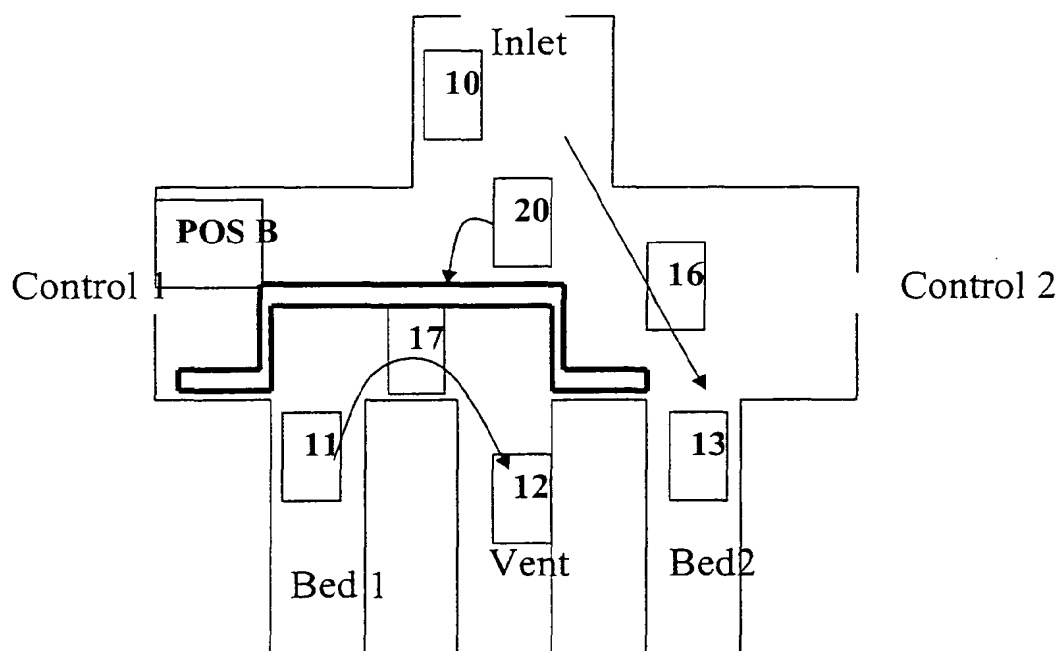 Inlet
10
20
POS B
16
Control 1
Control 2
17
11
13
12
Vent
Bed2
Bed 1